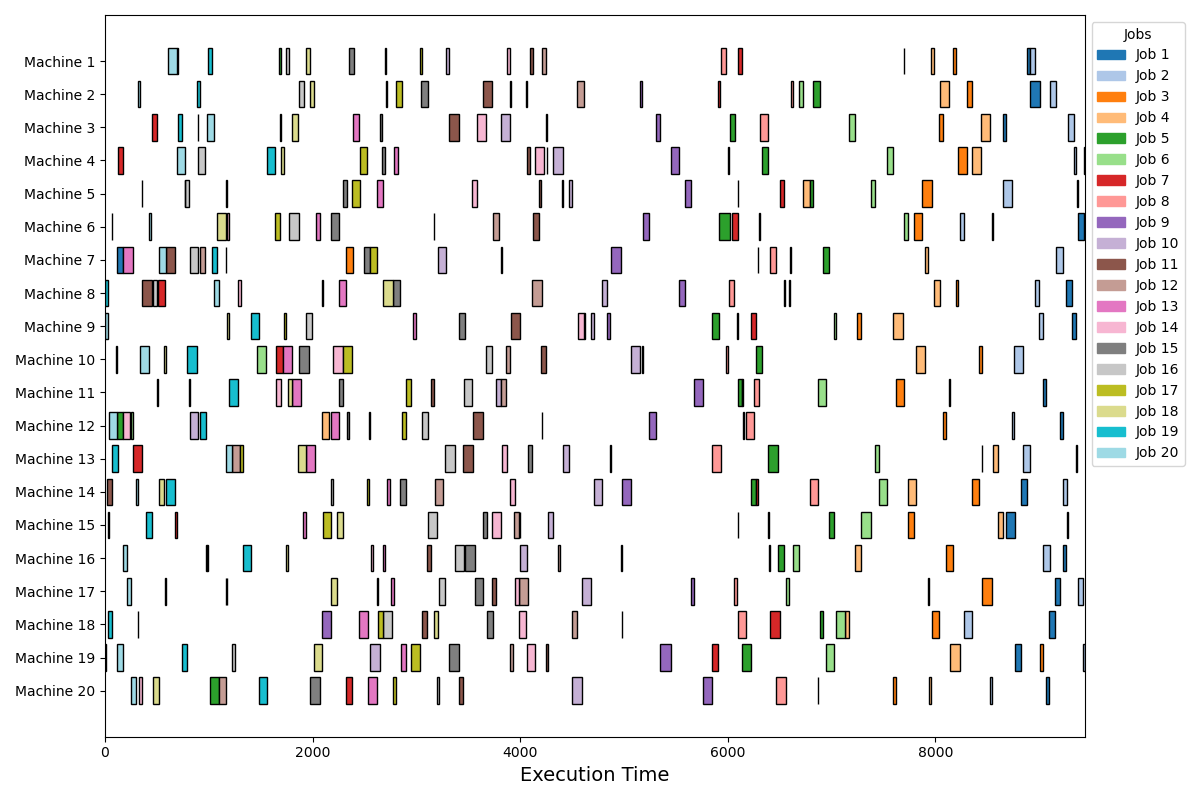 Machine 1
Machine 2
Machine 3
Machine 4
Machine 5
Machine 6
Machine 7
Machine 8
Machine 9
Machine 10
Machine 11
Machine 12
Machine 13
Machine 14
Machine 15
Machine 16
Machine 17
Machine 18
Machine 19
Machine 20
0 2000 4000 6000 8000
Execution Time
Jobs
Job 1
Job 2
Job 3
Job 4
Job 5
Job 6
Job 7
Job 8
Job 9
Job 10
Job 11
Job 12
Job 13
Job 14
Job 15
Job 16
Job 17
Job 18
Job 19
Job 20